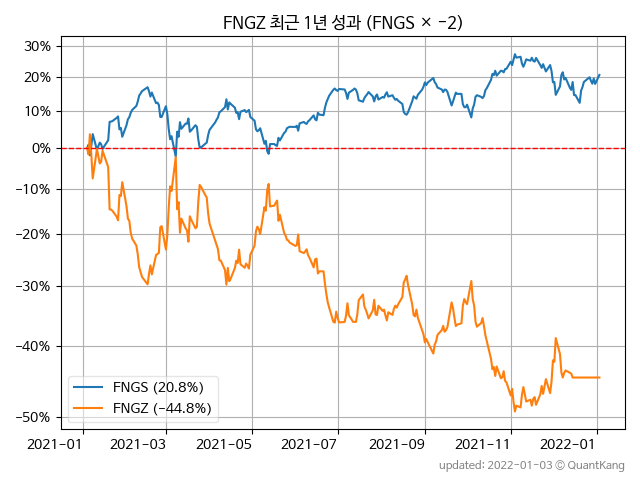 FNGZ 최근 1년 성과 (FNGS × −2)
30%
20%
10%
0%
−10%
−20%
−30%
−40%
−50%
FNGS (20.8%)
FNGZ (−44.8%)
2021-01 2021-03 2021-05 2021-07 2021-09 2021-11 2022-01
updated: 2022-01-03 ⓒ QuantKang